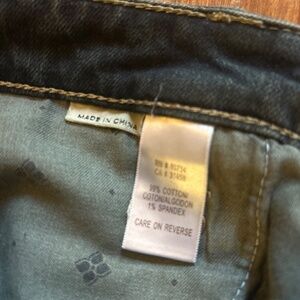 MADE IN CHINA
99% COTTON/
COTON/ALGODON
1% SPANDEX
CARE ON REVERSE